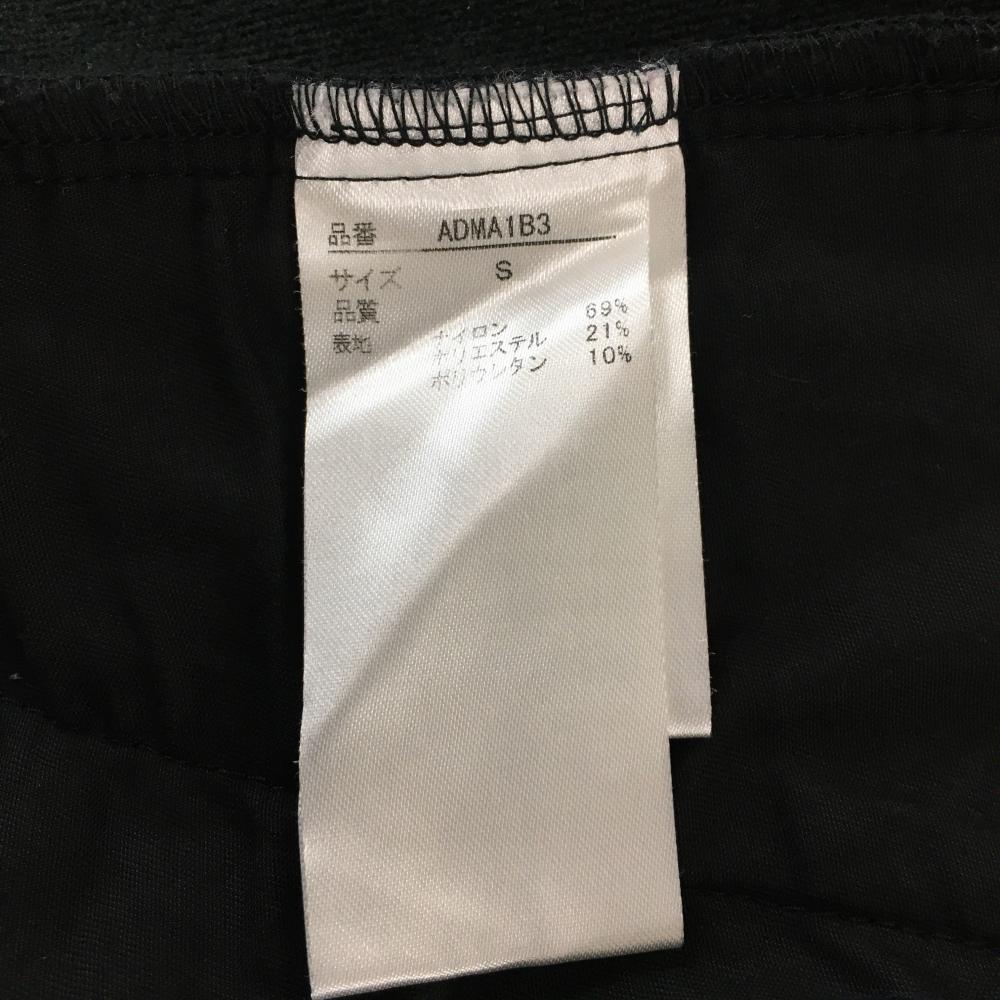 品番 ADMA1B3
サイズ S
品質
表地 ナイロン 69%
ポリエステル 21%
ポリウレタン 10%